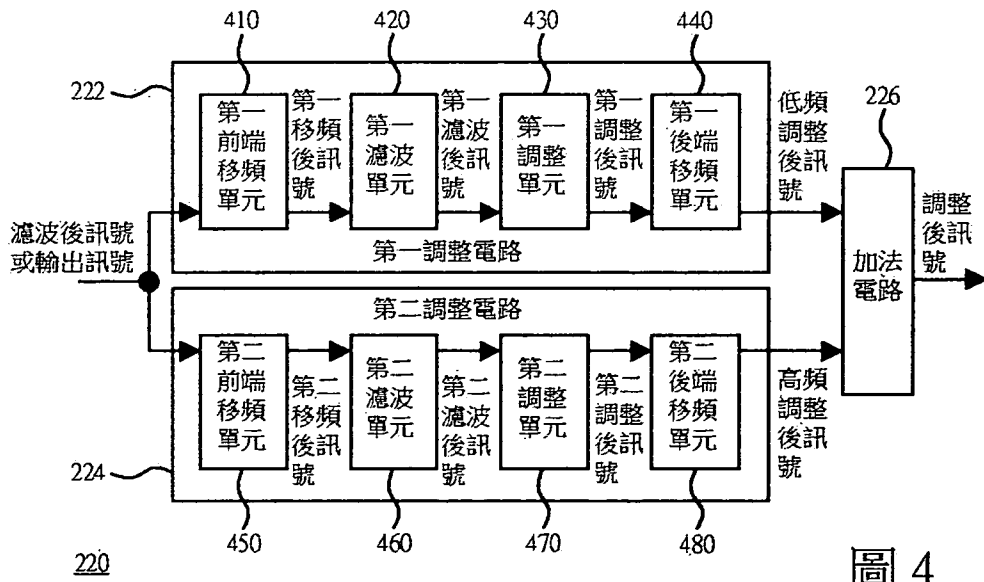 410
420
430
440
222
第一
前端
移頻
單元
第一
移頻
後訊
號
第一
濾波
單元
第一
濾波
後訊
號
第一
調整
單元
第一
調整
後訊
號
第一
後端
移頻
單元
低頻
調整
後訊
號
226
濾波後訊號
或輸出訊號
第一調整電路
加法
電路
調整
後訊
號
第二調整電路
第二
前端
移頻
單元
第二
移頻
後訊
號
第二
濾波
單元
第二
濾波
後訊
號
第二
調整
單元
第二
調整
後訊
號
第二
後端
移頻
單元
高頻
調整
後訊
號
224
450
460
470
480
220
圖 4